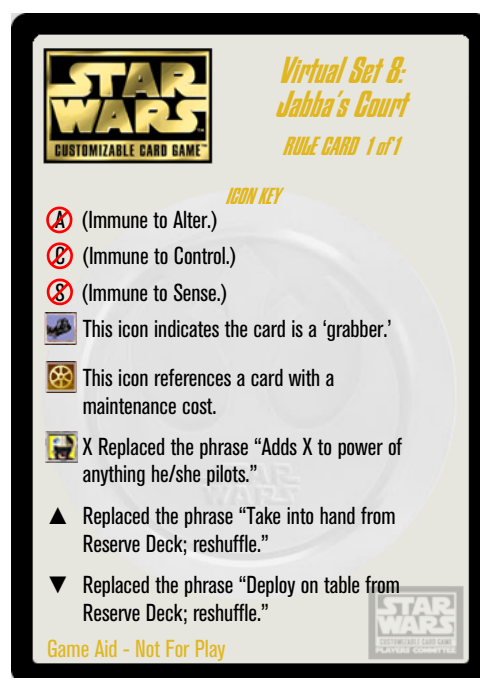 STAR
WARS
CUSTOMIZABLE CARD GAME™
Virtual Set 8:
Jabba's Court
RULE CARD 1 of 1
ICON KEY
A (Immune to Alter.)
C (Immune to Control.)
S (Immune to Sense.)
This icon indicates the card is a ‘grabber.’
This icon references a card with a
maintenance cost.
X Replaced the phrase “Adds X to power of
anything he/she pilots.”
▲ Replaced the phrase “Take into hand from
Reserve Deck; reshuffle.”
▼ Replaced the phrase “Deploy on table from
Reserve Deck; reshuffle.”
Game Aid - Not For Play
STAR
WARS
CUSTOMIZABLE CARD GAME
PLAYERS COMMITTEE
STAR
WARS